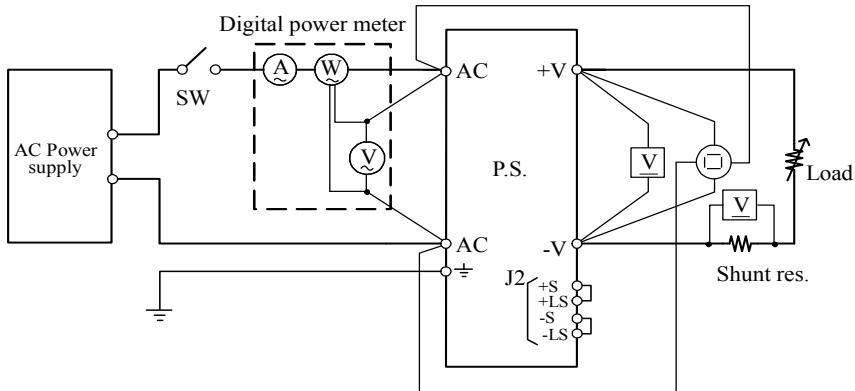 Digital power meter
A
W
SW
AC
+V
V
V
AC Power
supply
P.S.
Load
V
AC
-V
J2
+S
+LS
-S
-LS
Shunt res.